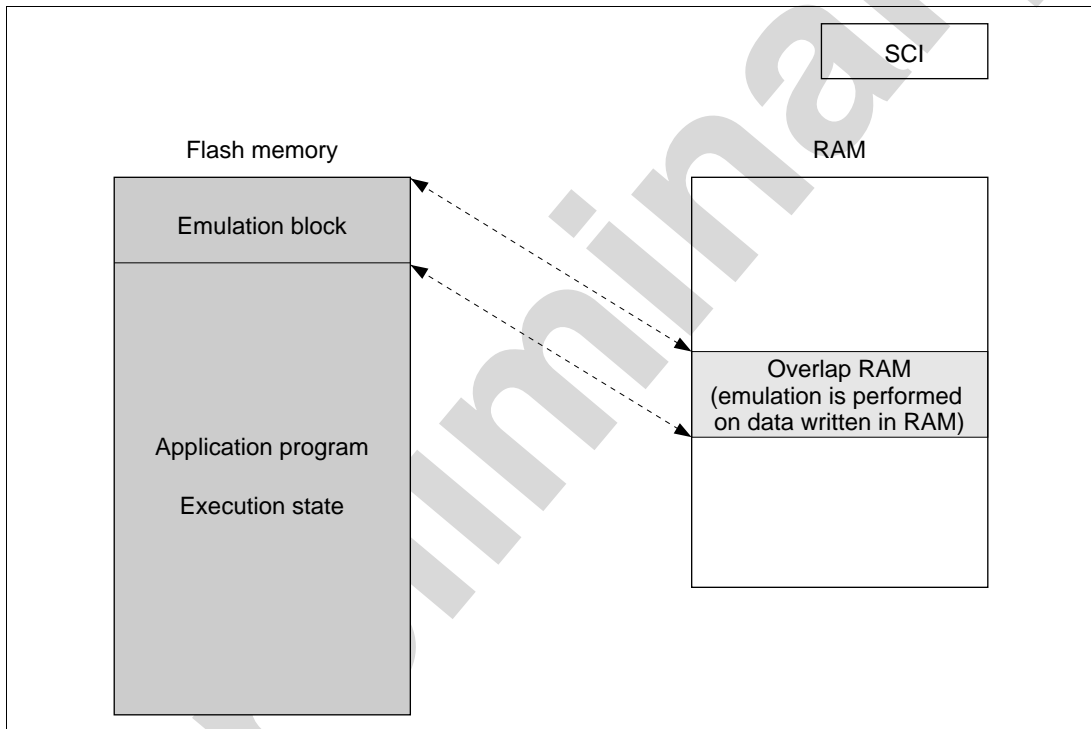 SCI
Flash memory
RAM
Emulation block
Overlap RAM
(emulation is performed
on data written in RAM)
Application program
Execution state